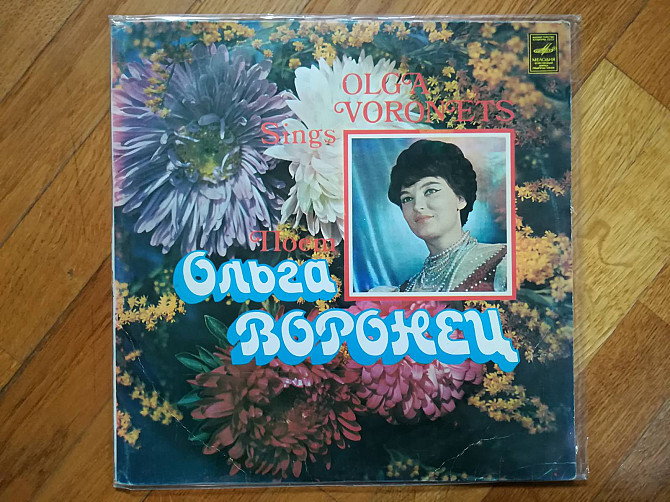 OLGA
VORONETS
Sings
Поет
Ольга
ВОРОНЕЦ
МЕЛОДИЯ